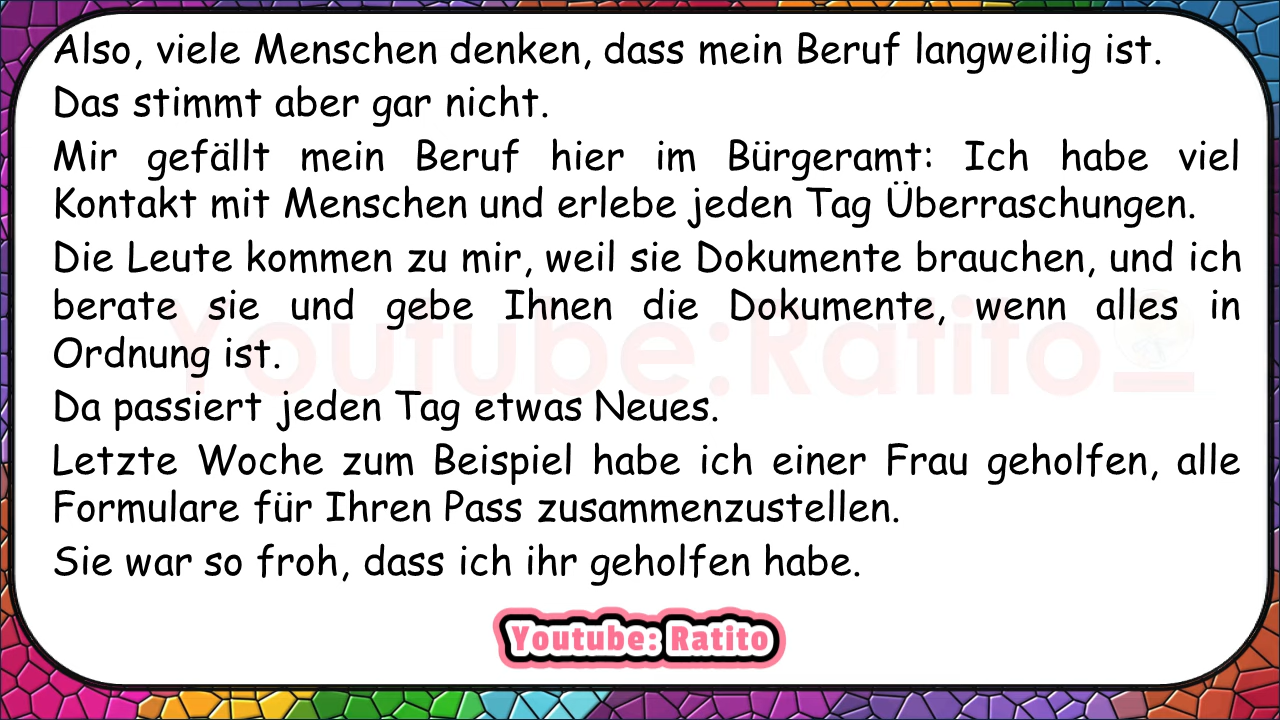 Also, viele Menschen denken, dass mein Beruf langweilig ist.
Das stimmt aber gar nicht.
Mir gefällt mein Beruf hier im Bürgeramt: Ich habe viel
Kontakt mit Menschen und erlebe jeden Tag Überraschungen.
Die Leute kommen zu mir, weil sie Dokumente brauchen, und ich
berate sie und gebe Ihnen die Dokumente, wenn alles in
Ordnung ist.
Youtube:Ratito
Da passiert jeden Tag etwas Neues.
Letzte Woche zum Beispiel habe ich einer Frau geholfen, alle
Formulare für Ihren Pass zusammenzustellen.
Sie war so froh, dass ich ihr geholfen habe.
Youtube: Ratito